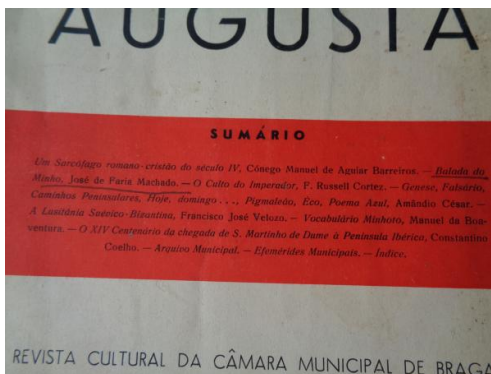 AUGUSTA
SUMÁRIO
Um Sarcófago romano-cristão do século IV, Cónego Manuel de Aguiar Barreiros. — Balada do
Minho, José de Faria Machado. — O Culto do Imperador, F. Russell Cortez. — Genese, Falsário,
Caminhos Peninsulares, Hoje, domingo . . ., Pigmaleão, Eco, Poema Azul, Amândio César. —
A Lusitânia Suévico-Bizantina, Francisco José Velozo. — Vocabulário Minhoto, Manuel da Boa-
ventura. — O XIV Centenário da chegada de S. Martinho de Dume à Península Ibérica, Constantino
Coelho. — Arquivo Municipal. — Efemérides Municipais. — Índice.
REVISTA CULTURAL DA CÂMARA MUNICIPAL DE BRAGA